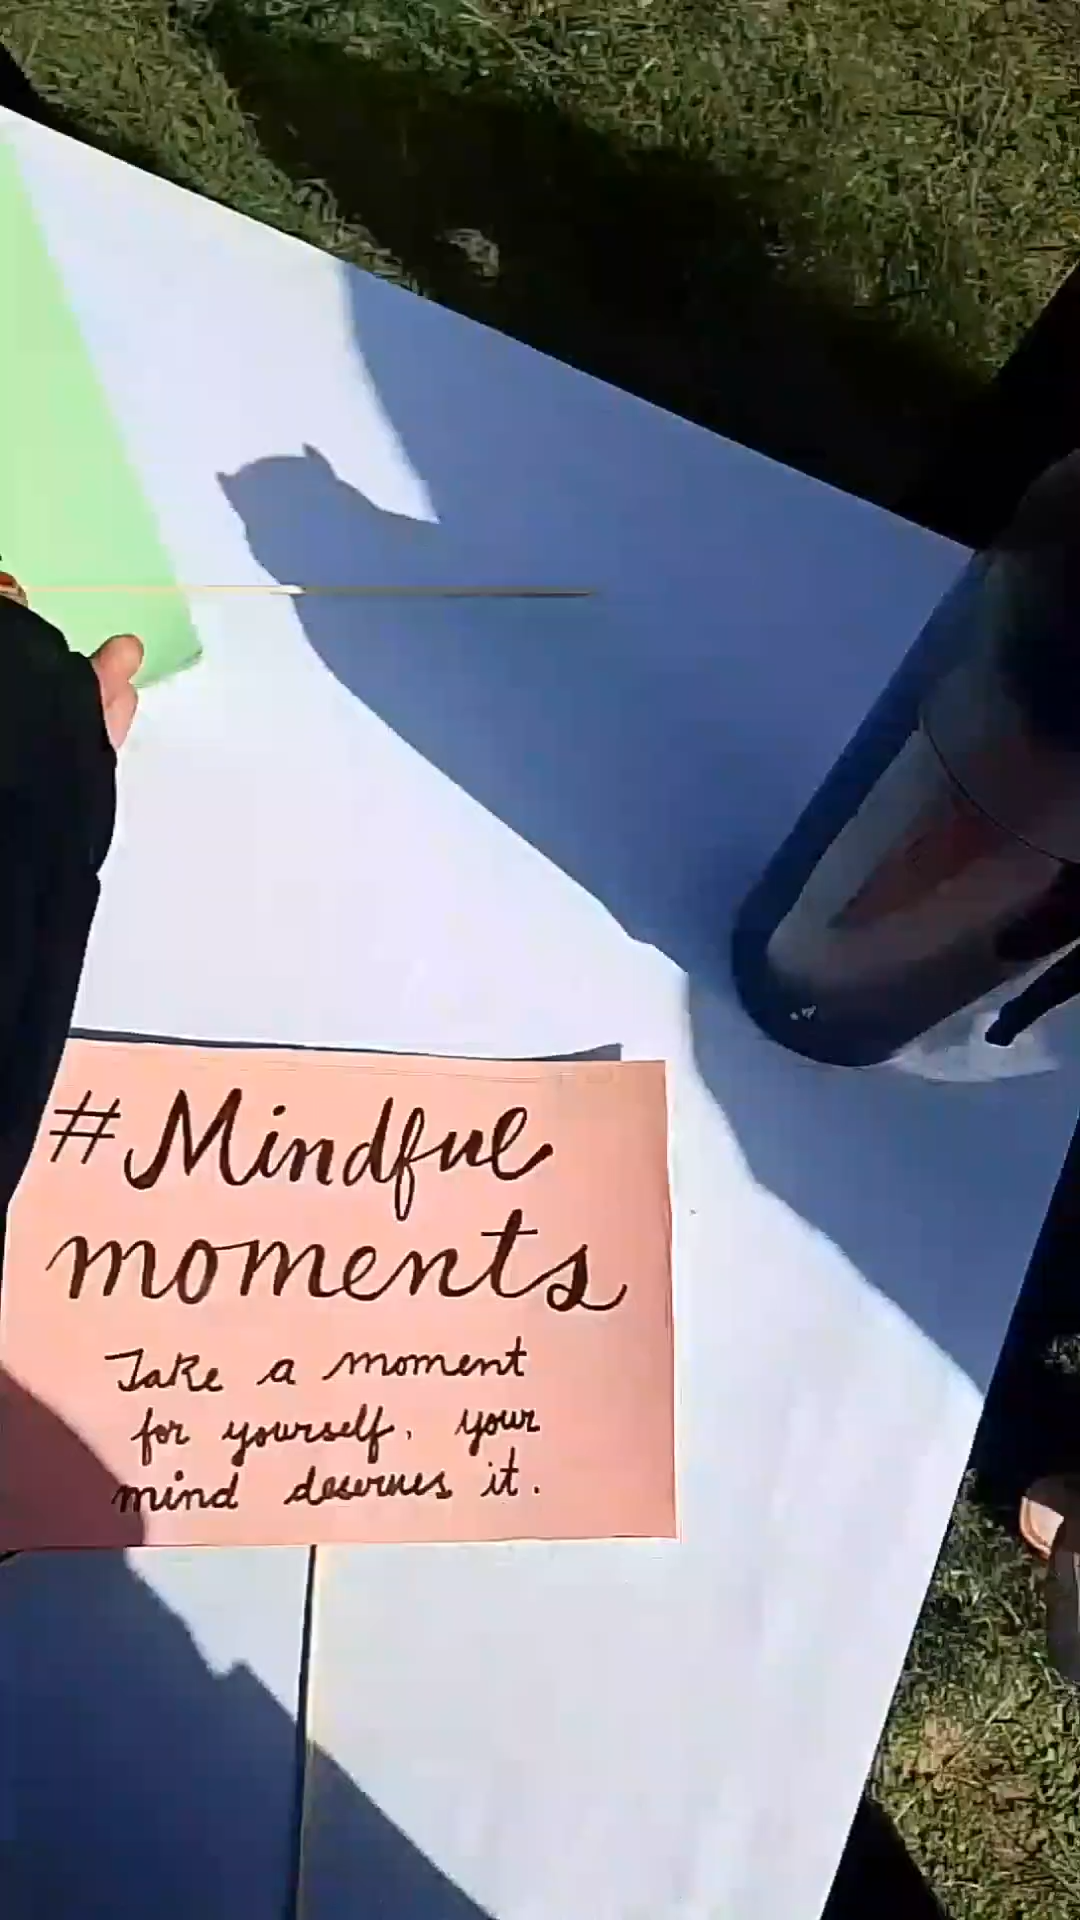 #Mindful
moments
Take a moment
for yourself, your
mind deserves it.